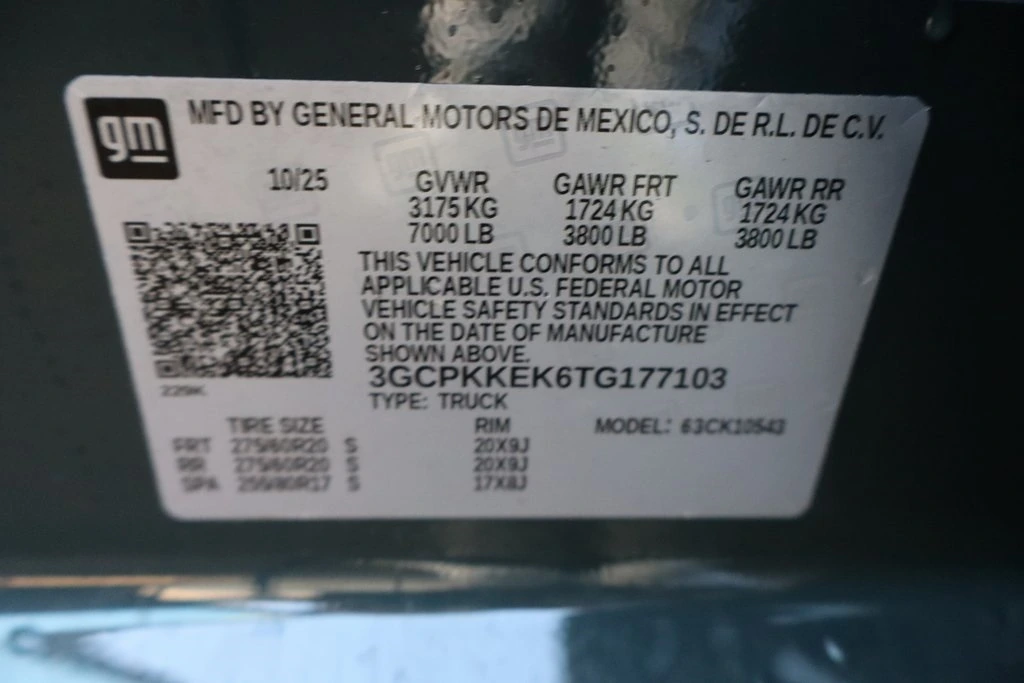 gm
MFD BY GENERAL MOTORS DE MEXICO, S. DE R.L. DE C.V.
10/25 GVWR GAWR FRT GAWR RR
3175 KG 1724 KG 1724 KG
7000 LB 3800 LB 3800 LB
THIS VEHICLE CONFORMS TO ALL
APPLICABLE U.S. FEDERAL MOTOR
VEHICLE SAFETY STANDARDS IN EFFECT
ON THE DATE OF MANUFACTURE
SHOWN ABOVE.
3GCPKKEK6TG177103
229K
TYPE: TRUCK
TIRE SIZE RIM MODEL: 63CK10543
FRT 275/60R20 S 20X9J
RR 275/60R20 S 20X9J
SPA 255/80R17 S 17X8J